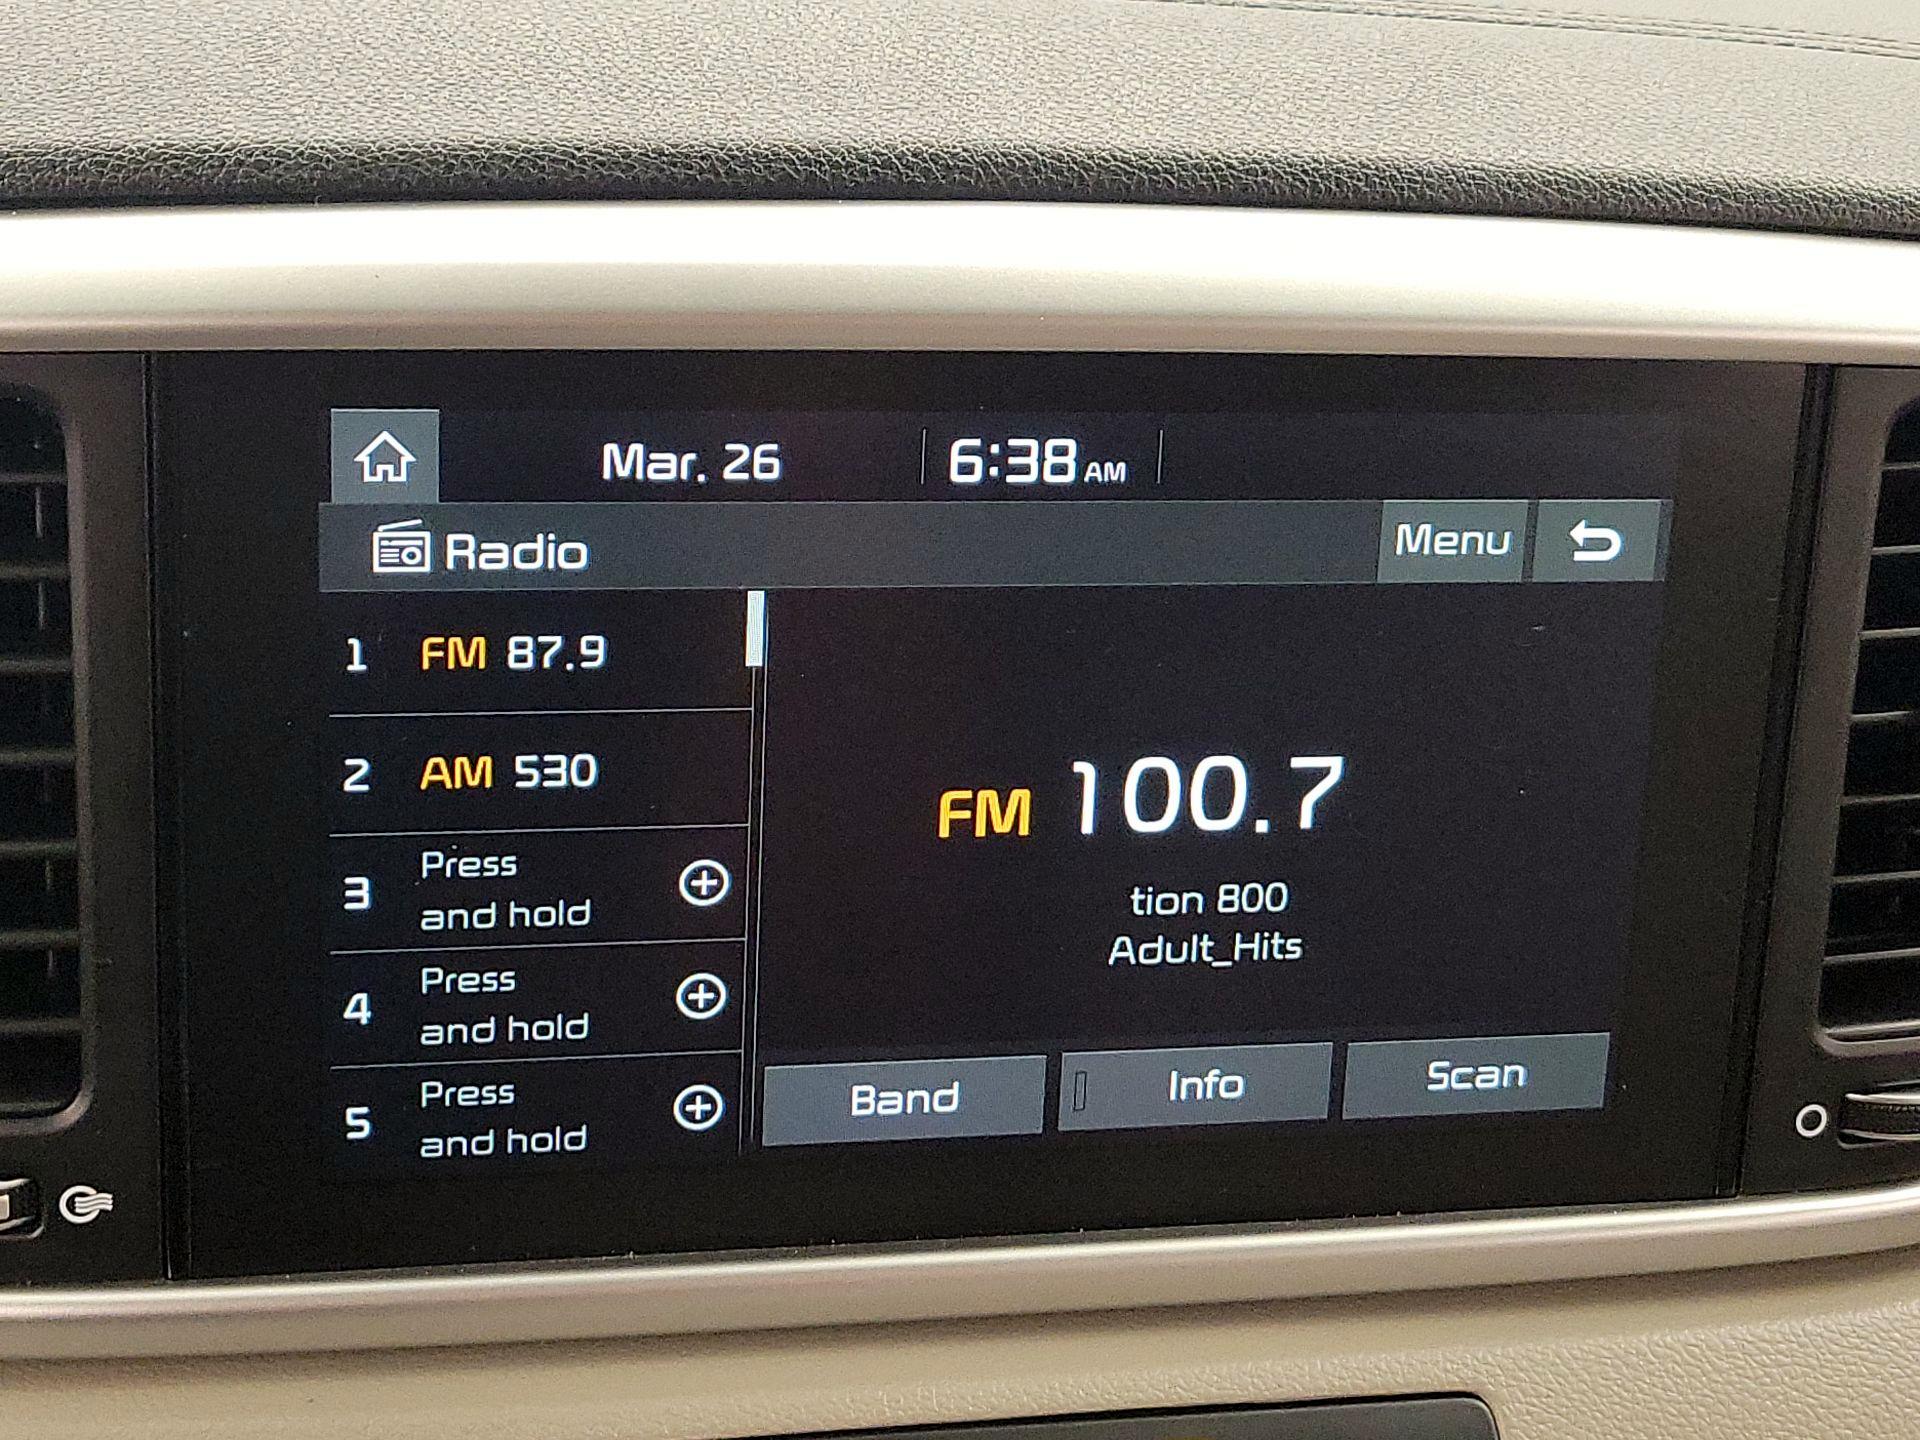 Mar. 26
6:38 AM
Radio
Menu
1 FM 87.9
2 AM 530
3 Press
and hold
4 Press
and hold
5 Press
and hold
FM 100.7
tion 800
Adult_Hits
Band
Info
Scan